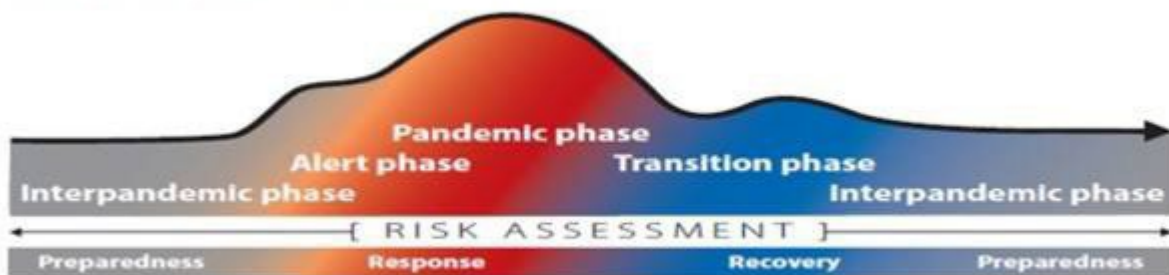 Pandemic phase
Alert phase Transition phase
Interpandemic phase Interpandemic phase
[ RISK ASSESSMENT ]
Preparedness Response Recovery Preparedness